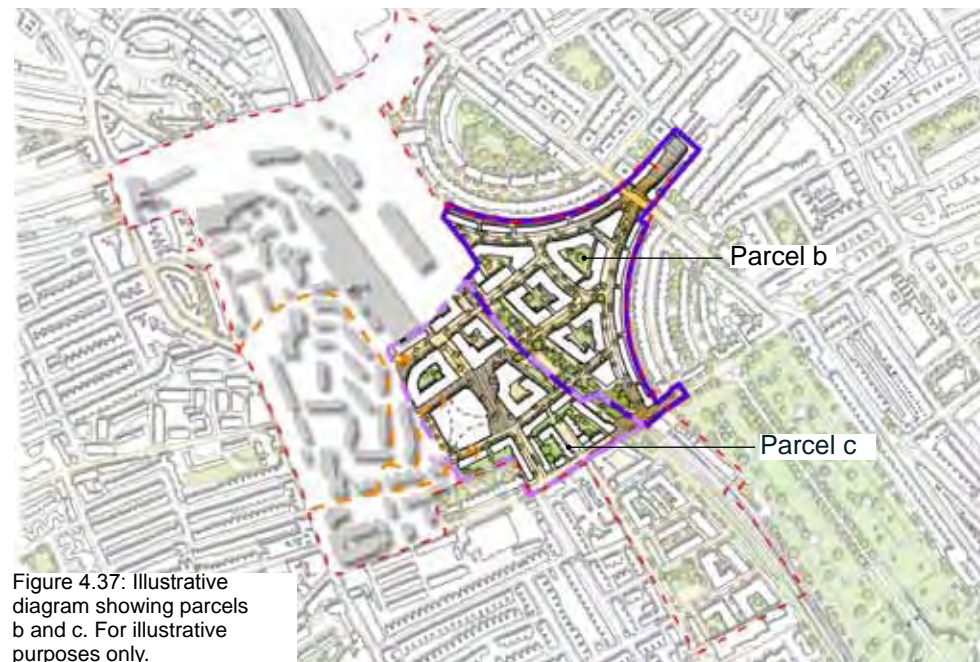 Parcel b
Parcel c
Figure 4.37: Illustrative
diagram showing parcels
b and c. For illustrative
purposes only.